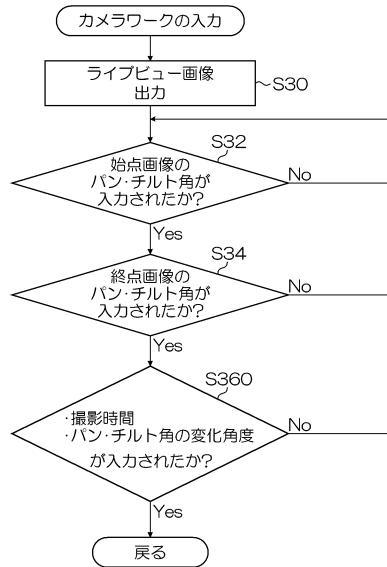 カメラワークの入力
ライブビュー画像
出力
S30
S32
始点画像の
パン・チルト角が
入力されたか?
No
Yes
S34
終点画像の
パン・チルト角が
入力されたか?
No
Yes
S360
・撮影時間
・パン・チルト角の変化角度
が入力されたか?
No
Yes
戻る